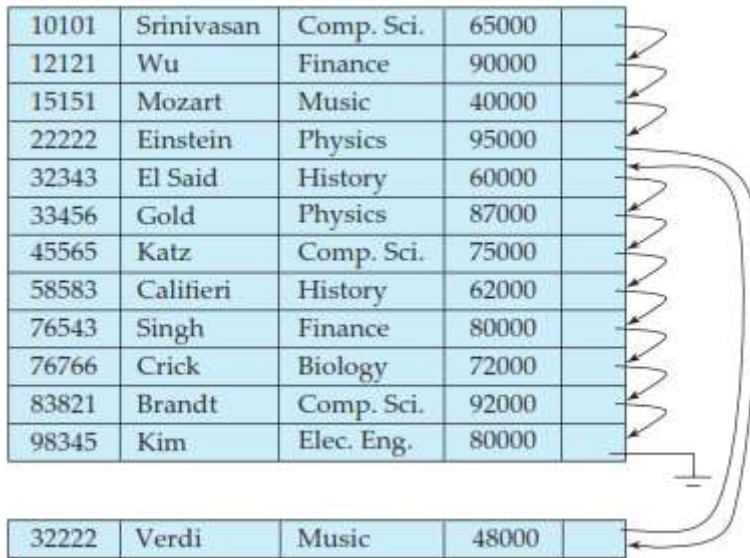 10101 Srinivasan Comp. Sci. 65000
12121 Wu Finance 90000
15151 Mozart Music 40000
22222 Einstein Physics 95000
32343 El Said History 60000
33456 Gold Physics 87000
45565 Katz Comp. Sci. 75000
58583 Califieri History 62000
76543 Singh Finance 80000
76766 Crick Biology 72000
83821 Brandt Comp. Sci. 92000
98345 Kim Elec. Eng. 80000
32222 Verdi Music 48000